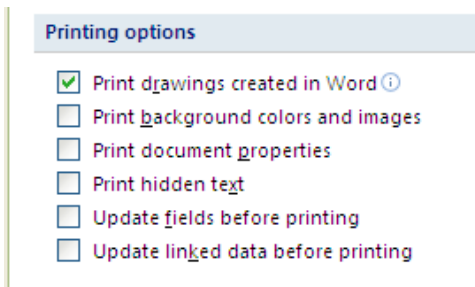 Printing options
Print drawings created in Word
Print background colors and images
Print document properties
Print hidden text
Update fields before printing
Update linked data before printing